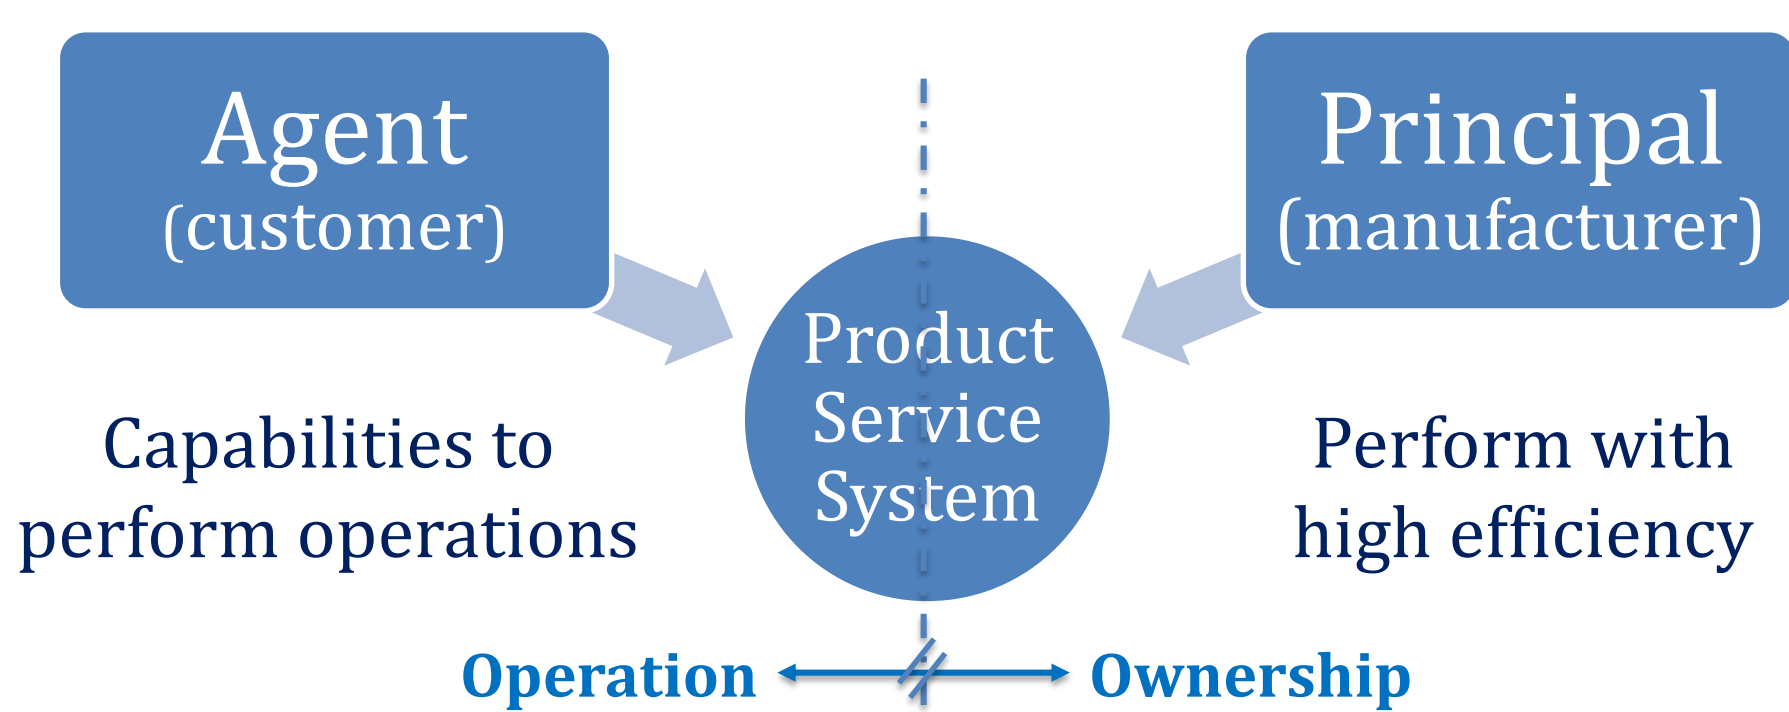 Agent
(customer)
Principal
(manufacturer)
Product
Service
System
Capabilities to
perform operations
Perform with
high efficiency
Operation
Ownership